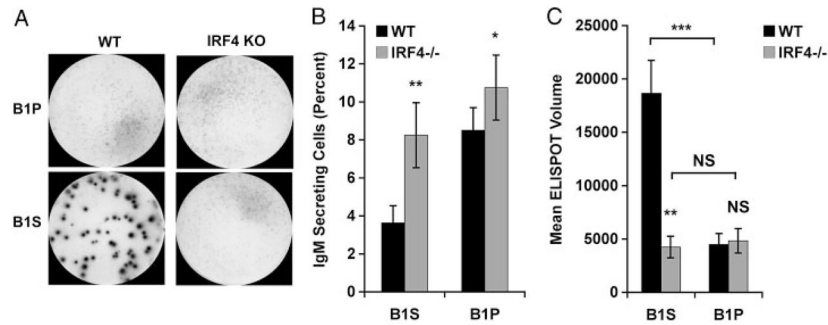 A
WT
IRF4 KO
B1P
B1S
B
IgM Secreting Cells (Percent)
14
12
10
8
6
4
2
0
WT
IRF4-/-
**
*
B1S
B1P
C
Mean ELISPOT Volume
25000
20000
15000
10000
5000
0
WT
IRF4-/-
***
NS
**
NS
B1S
B1P